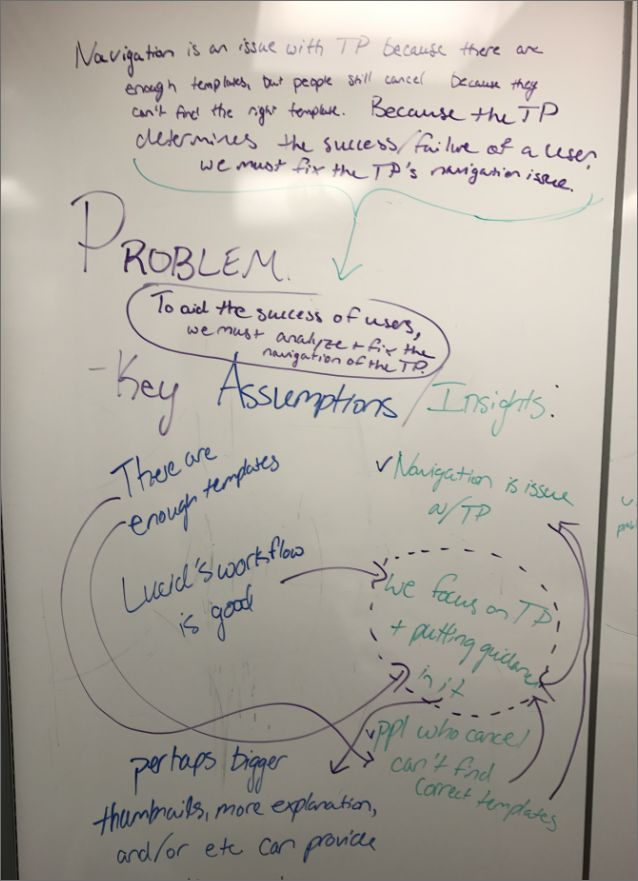 Navigation is an issue with TP because there are
enough templates, but people still cancel because they
can't find the right template. Because the TP
determines the success/failure of a user,
we must fix the TP's navigation issue.
PROBLEM.
To aid the success of users,
we must analyze + fix the
navigation of the TP.
- Key Assumptions / Insights:
There are
enough templates
Lucid's workflow
is good
✓ Navigation is issue
w/ TP
We focus on TP
+ putting guidance
in it
✓ ppl who cancel
can't find
correct templates
perhaps bigger
thumbnails, more explanation,
and/or etc can provide